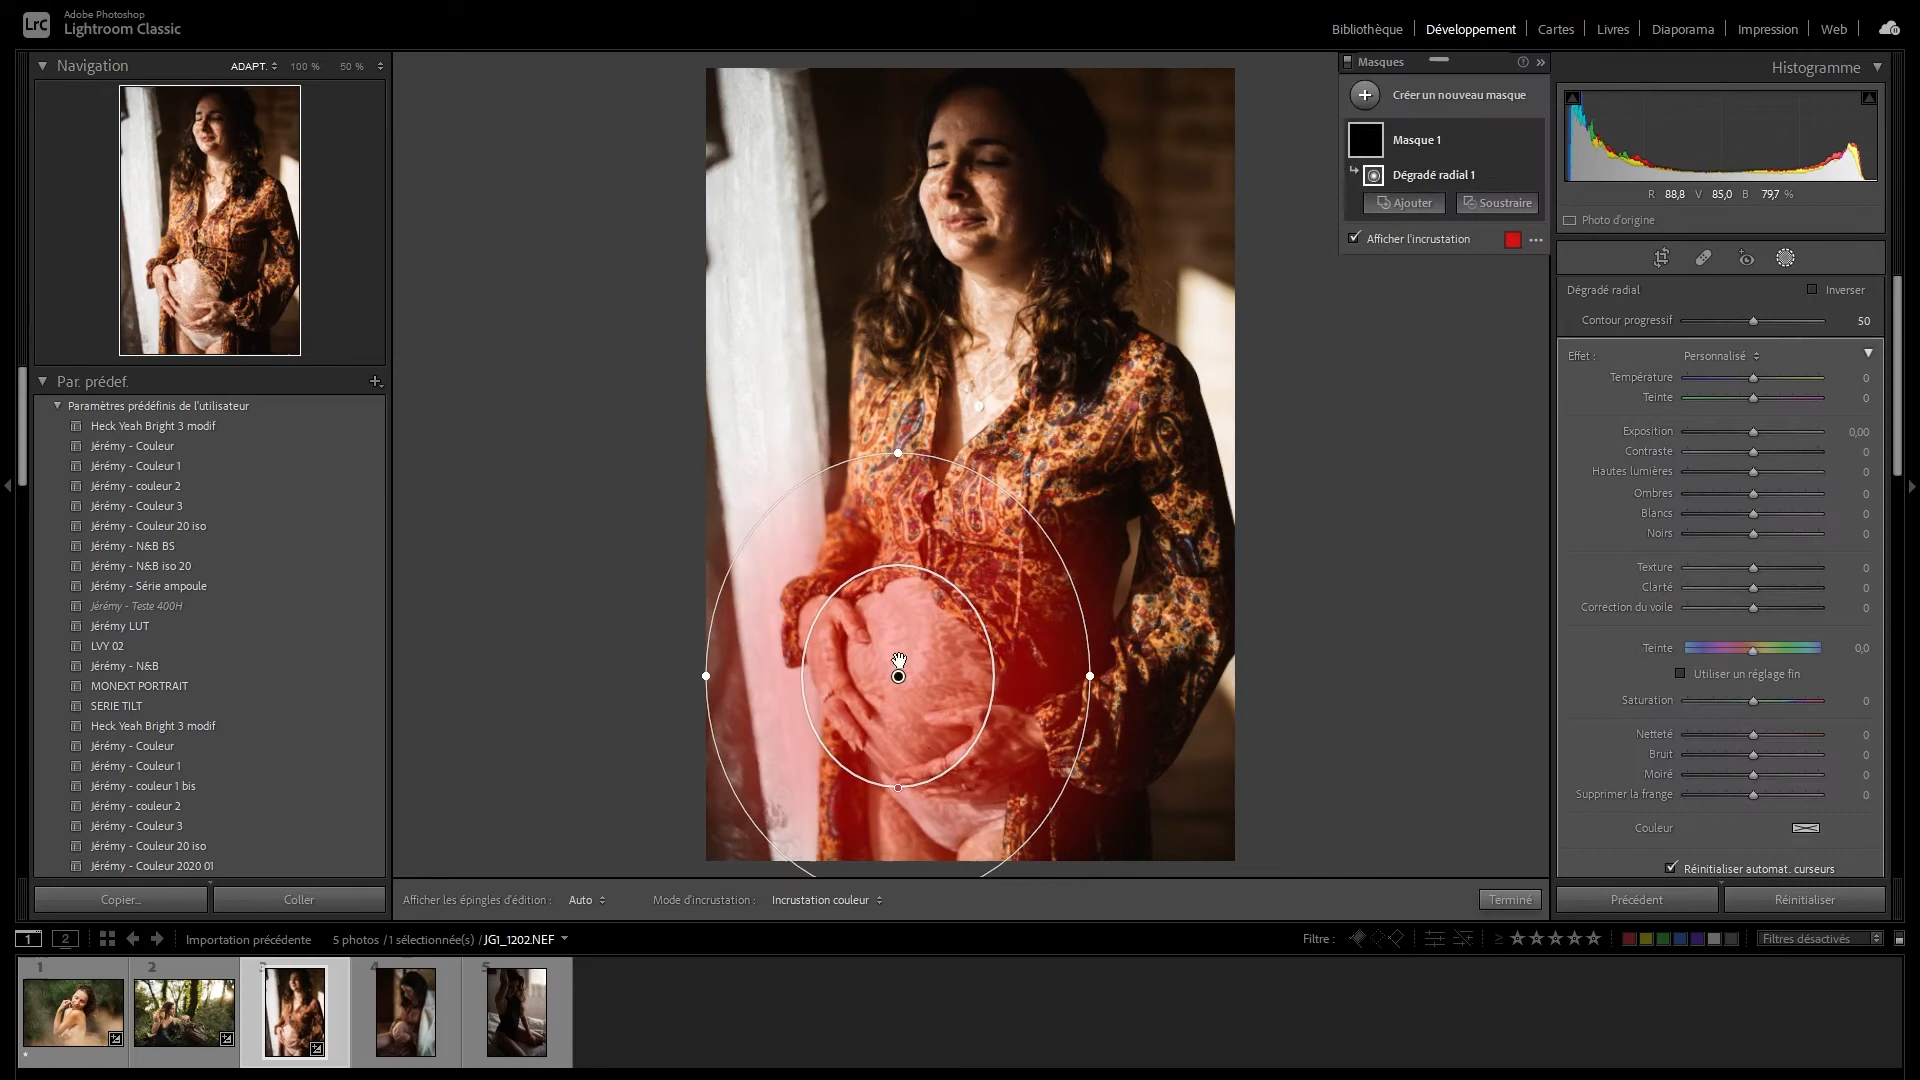 LrC
Adobe Photoshop
Lightroom Classic
Bibliothèque
Développement
Cartes
Livres
Diaporama
Impression
Web
Navigation
ADAPT.
100 %
50 %
Par. prédef.
Paramètres prédéfinis de l'utilisateur
Heck Yeah Bright 3 modif
Jérémy - Couleur
Jérémy - Couleur 1
Jérémy - couleur 2
Jérémy - Couleur 3
Jérémy - Couleur 20 iso
Jérémy - N&B BS
Jérémy - N&B iso 20
Jérémy - Série ampoule
Jérémy - Teste 400H
Jérémy LUT
LVY 02
Jérémy - N&B
MONEXT PORTRAIT
SERIE TILT
Heck Yeah Bright 3 modif
Jérémy - Couleur
Jérémy - Couleur 1
Jérémy - couleur 1 bis
Jérémy - couleur 2
Jérémy - Couleur 3
Jérémy - Couleur 20 iso
Jérémy - Couleur 2020 01
Copier...
Coller
Masques
Créer un nouveau masque
Masque 1
Dégradé radial 1
Ajouter
Soustraire
Afficher l'incrustation
Histogramme
R 88,8 V 85,0 B 79,7 %
Photo d'origine
Dégradé radial
Inverser
Contour progressif 50
Effet : Personnalisé
Température 0
Teinte 0
Exposition 0,00
Contraste 0
Hautes lumières 0
Ombres 0
Blancs 0
Noirs 0
Texture 0
Clarté 0
Correction du voile 0
Teinte 0,0
Utiliser un réglage fin
Saturation 0
Netteté 0
Bruit 0
Moiré 0
Supprimer la frange 0
Couleur
Réinitialiser automat. curseurs
Précédent
Réinitialiser
Afficher les épingles d'édition : Auto
Mode d'incrustation : Incrustation couleur
Terminé
1
2
Importation précédente
5 photos /1 sélectionnée(s) /JG1_1202.NEF
Filtre :
≥
Filtres désactivés
1
2
3
4
5